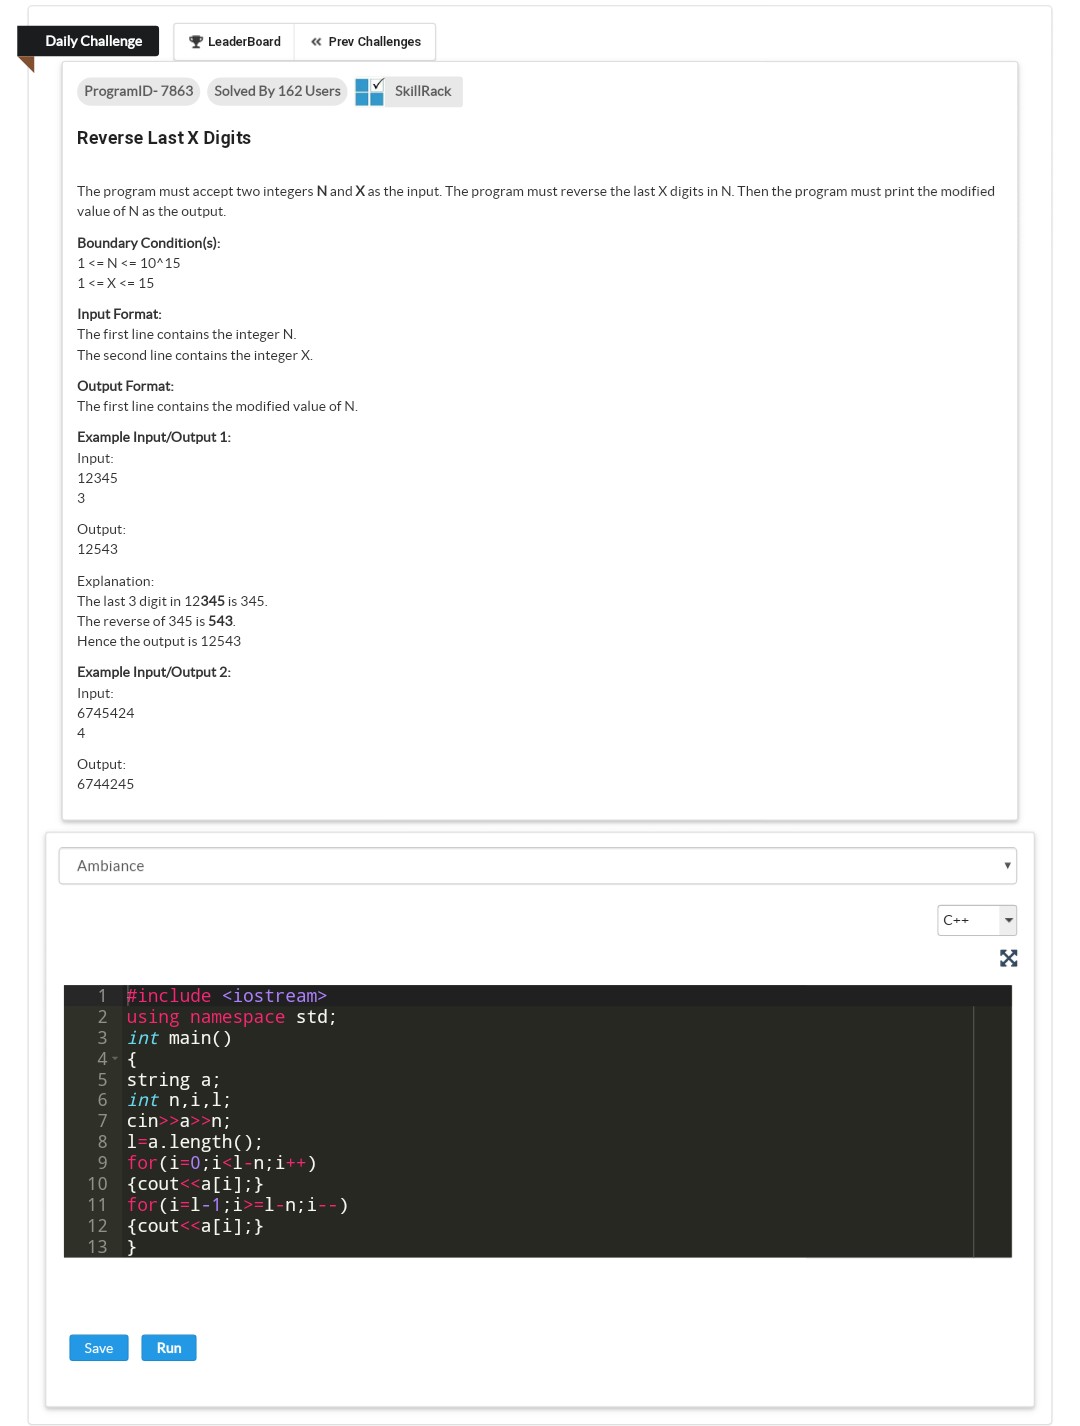 Daily Challenge
LeaderBoard
Prev Challenges
ProgramID- 7863
Solved By 162 Users
SkillRack
Reverse Last X Digits
The program must accept two integers N and X as the input. The program must reverse the last X digits in N. Then the program must print the modified
value of N as the output.
Boundary Condition(s):
1 <= N <= 10^15
1 <= X <= 15
Input Format:
The first line contains the integer N.
The second line contains the integer X.
Output Format:
The first line contains the modified value of N.
Example Input/Output 1:
Input:
12345
3
Output:
12543
Explanation:
The last 3 digit in 12345 is 345.
The reverse of 345 is 543.
Hence the output is 12543
Example Input/Output 2:
Input:
6745424
4
Output:
6744245
Ambiance
C++
1 #include <iostream>
2 using namespace std;
3 int main()
4 {
5 string a;
6 int n,i,l;
7 cin>>a>>n;
8 l=a.length();
9 for(i=0;i<l-n;i++)
10 {cout<<a[i];}
11 for(i=l-1;i>=l-n;i--)
12 {cout<<a[i];}
13 }
Save
Run